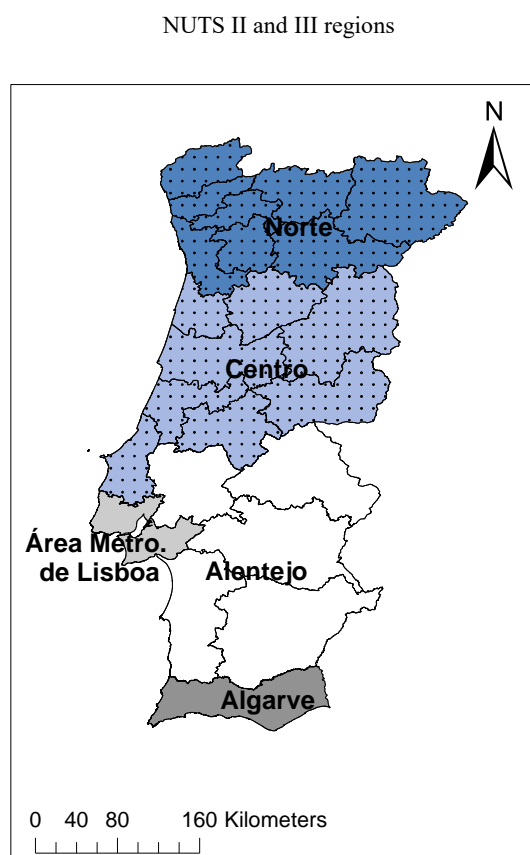 NUTS II and III regions
N
Norte
Centro
Área Metro.
de Lisboa
Alentejo
Algarve
0 40 80 160 Kilometers